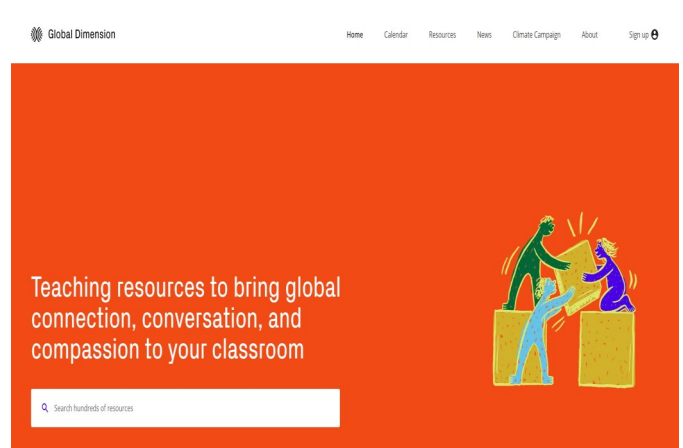 Global Dimension
Home Calendar Resources News Climate Campaign About Sign up
Teaching resources to bring global
connection, conversation, and
compassion to your classroom
Search hundreds of resources